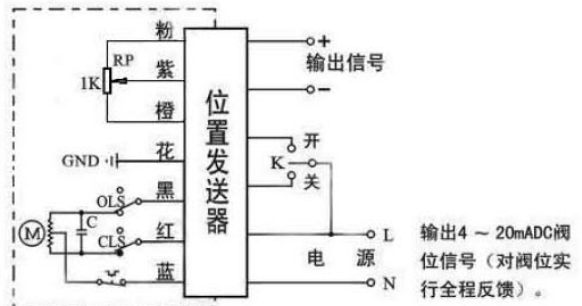 粉
RP
紫
1K
橙
花
GND
黑
OLS
C
M
红
CLS
蓝
位置发送器
+
输出信号
−
开
K
关
L
电 源
N
输出4 ~ 20mADC阀
位信号（对阀位实
行全程反馈）。